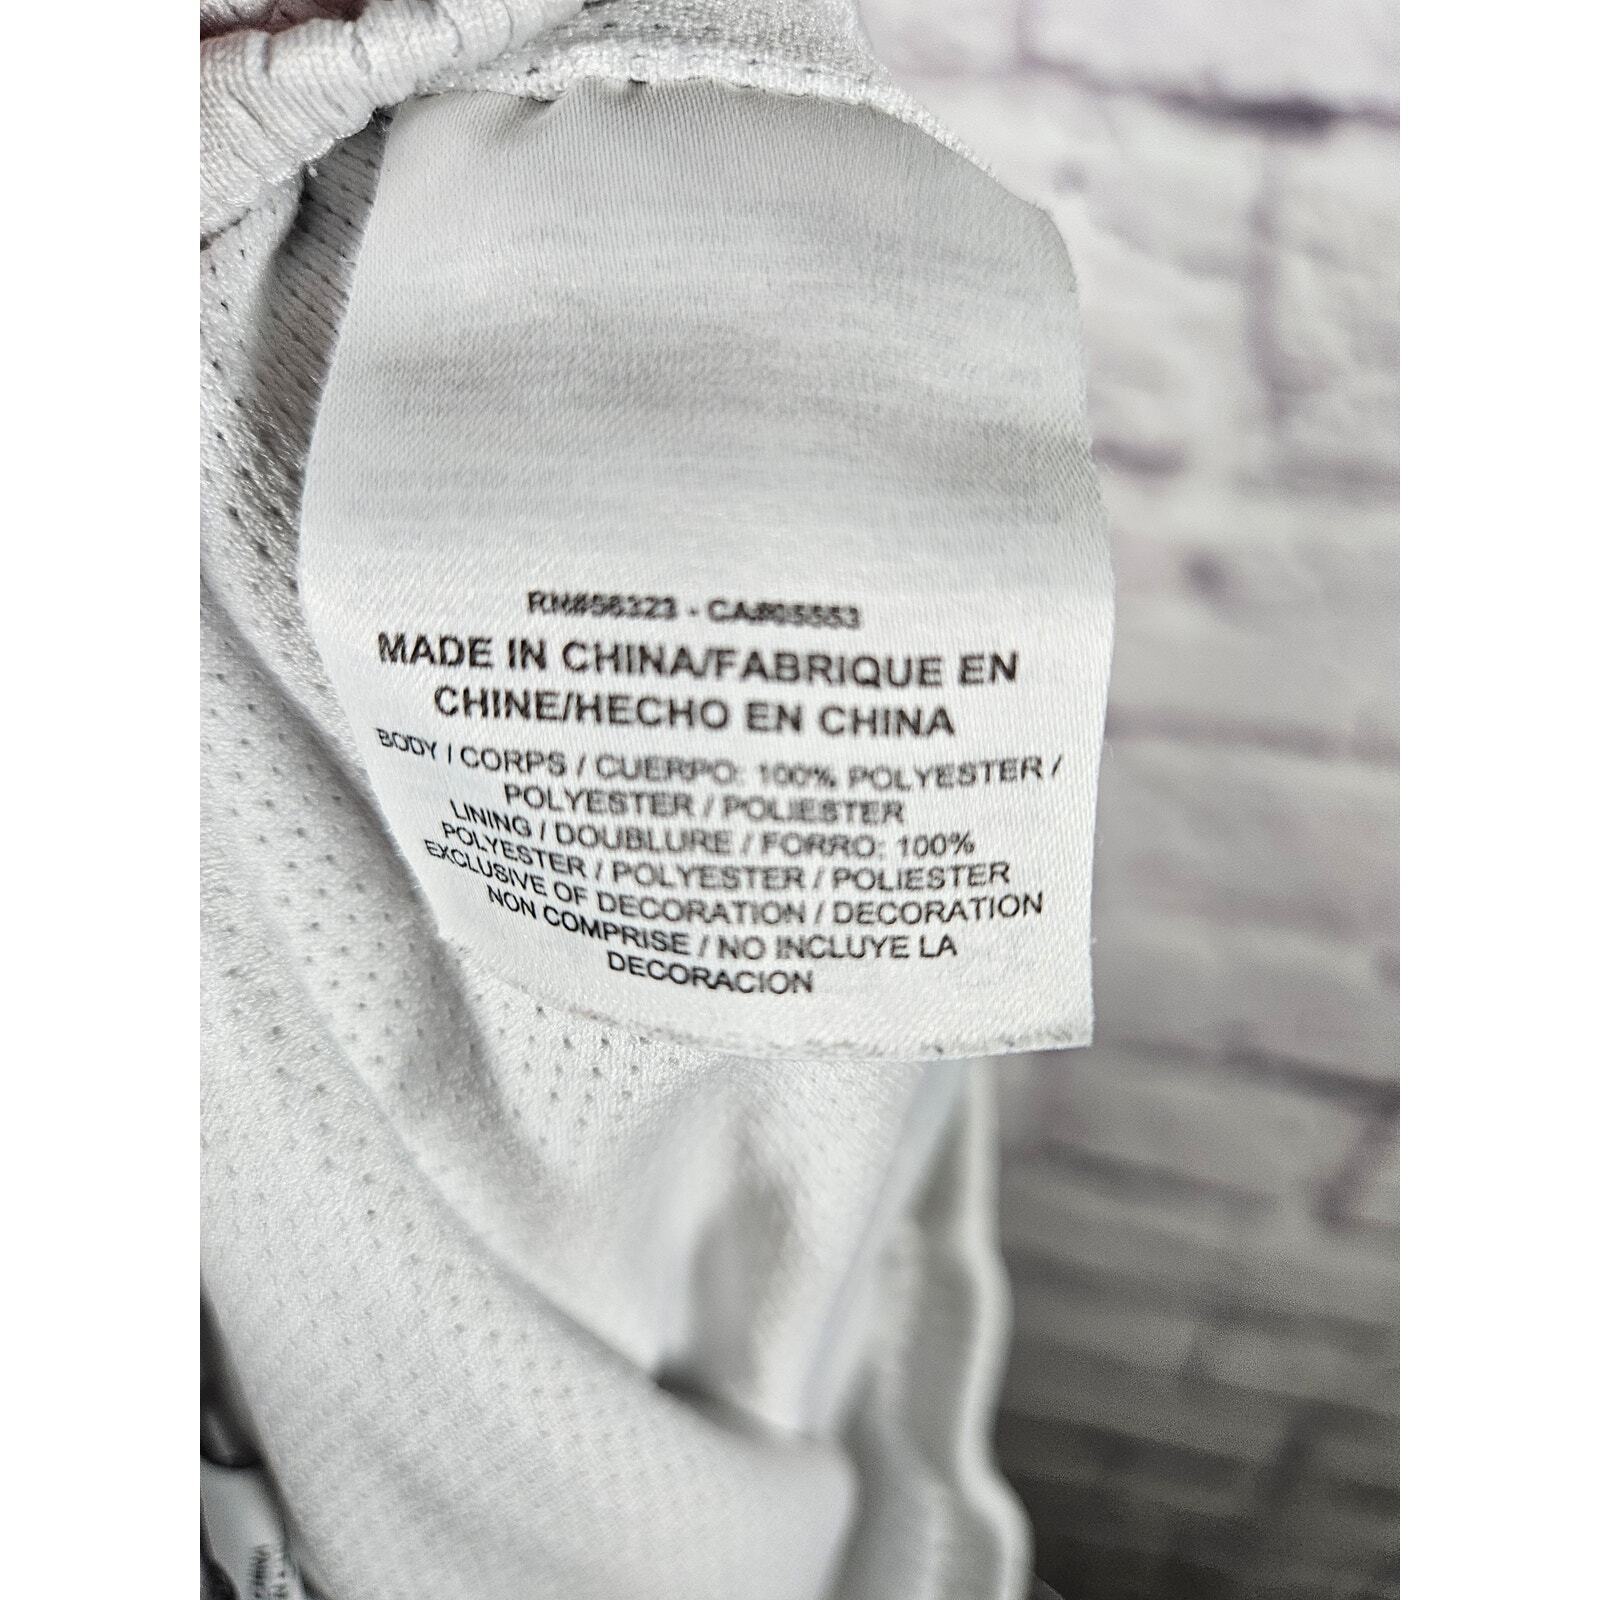 RN#56323 - CA#05553
MADE IN CHINA/FABRIQUE EN
CHINE/HECHO EN CHINA
BODY / CORPS / CUERPO: 100% POLYESTER /
POLYESTER / POLIESTER
LINING / DOUBLURE / FORRO: 100%
POLYESTER / POLYESTER / POLIESTER
EXCLUSIVE OF DECORATION / DECORATION
NON COMPRISE / NO INCLUYE LA
DECORACION